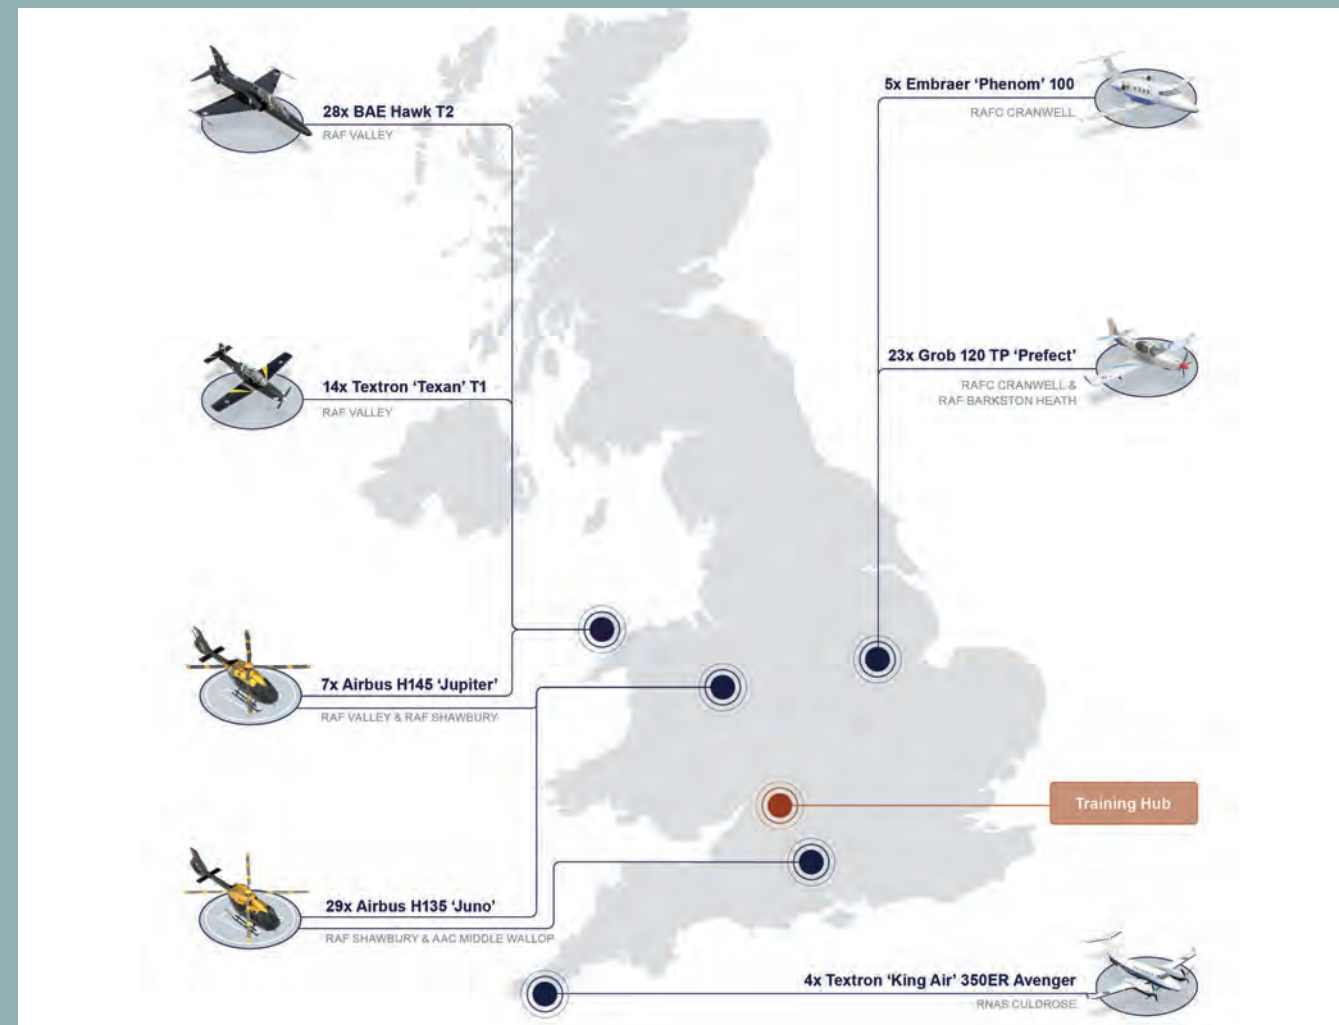 28x BAE Hawk T2
RAF VALLEY
5x Embraer ‘Phenom’ 100
RAFC CRANWELL
14x Textron ‘Texan’ T1
RAF VALLEY
23x Grob 120 TP ‘Prefect’
RAFC CRANWELL &
RAF BARKSTON HEATH
7x Airbus H145 ‘Jupiter’
RAF VALLEY & RAF SHAWBURY
Training Hub
29x Airbus H135 ‘Juno’
RAF SHAWBURY & AAC MIDDLE WALLOP
4x Textron ‘King Air’ 350ER Avenger
RNAS CULDROSE